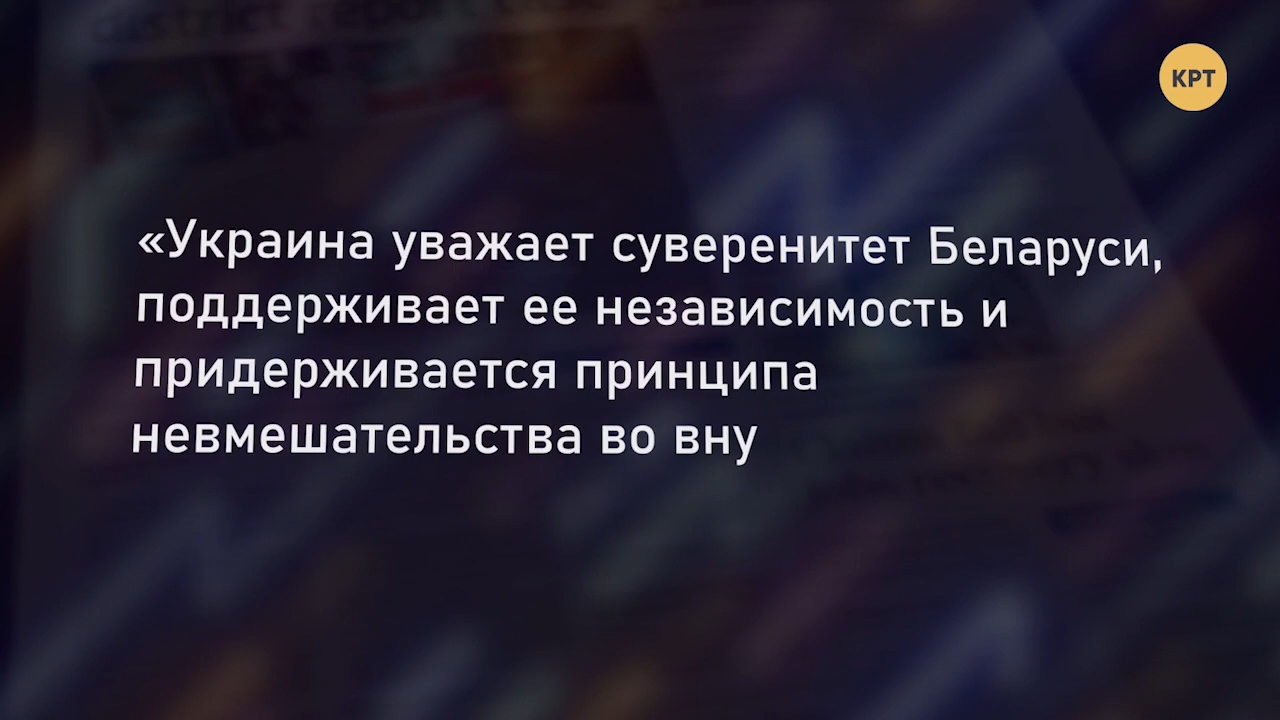 КРТ
«Украина уважает суверенитет Беларуси,
поддерживает ее независимость и
придерживается принципа
невмешательства во вну